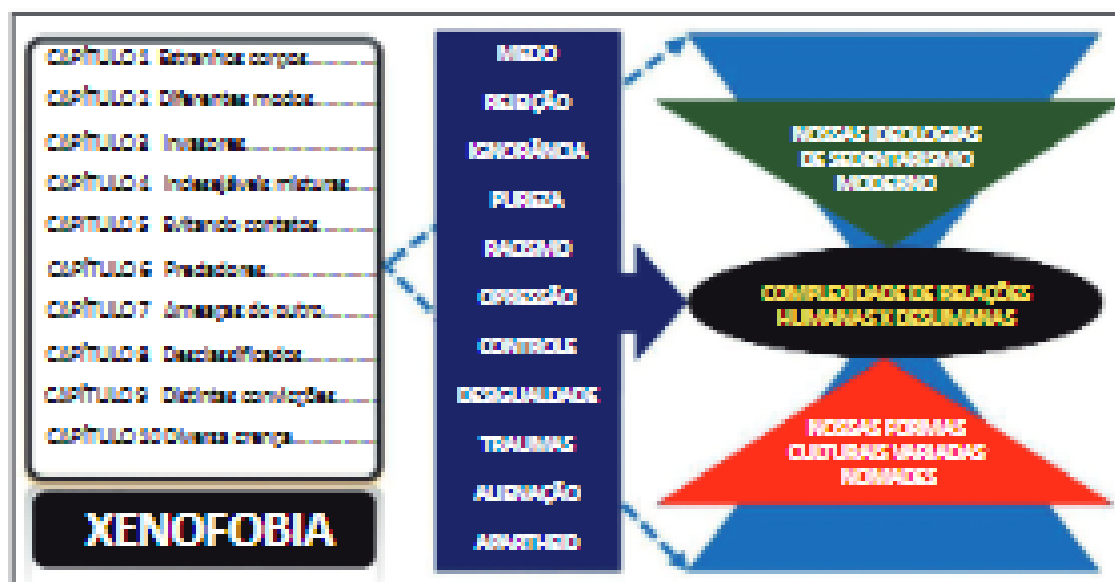 CAPÍTULO 1 Estranhos corpos
CAPÍTULO 2 Diferentes modos
CAPÍTULO 3 Invasores
CAPÍTULO 4 Indesejáveis misturas
CAPÍTULO 5 Evitando contatos
CAPÍTULO 6 Predadores
CAPÍTULO 7 Ameaças do outro
CAPÍTULO 8 Desclassificados
CAPÍTULO 9 Distintas convicções
CAPÍTULO 10 Diversa crença
XENOFOBIA
MEDO
REJEIÇÃO
IGNORÂNCIA
PUREZA
RACISMO
OPRESSÃO
CONTROLE
DESIGUALDADE
TRAUMAS
ALIENAÇÃO
APARTHEID
NOSSAS IDEOLOGIAS
DE SEDENTARISMO
MODERNO
COMPLEXIDADE DE RELAÇÕES
HUMANAS X DESUMANAS
NOSSAS FORMAS
CULTURAIS VARIADAS
NOMADES